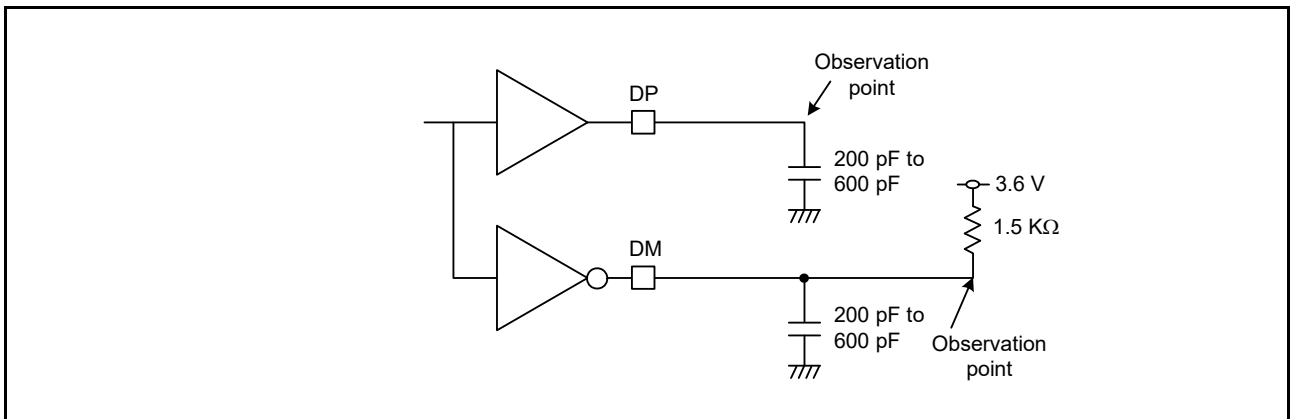 Observation
point
DP
200 pF to
600 pF
3.6 V
1.5 KΩ
DM
200 pF to
600 pF
Observation
point